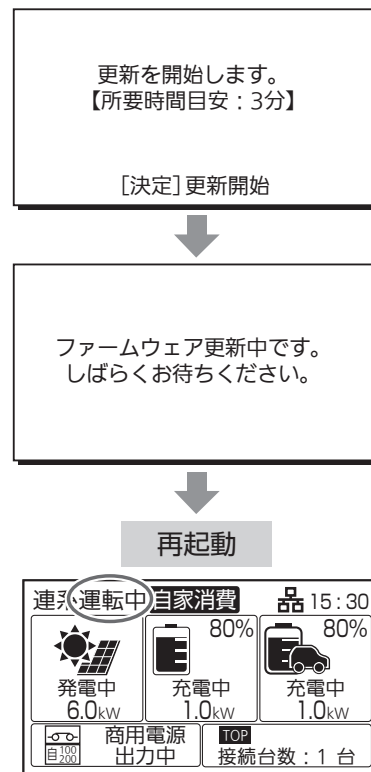 更新を開始します。
【所要時間目安：3分】
[決定]更新開始
ファームウェア更新中です。
しばらくお待ちください。
再起動
連系運転中 自家消費 15:30
80% 80%
発電中 充電中 充電中
6.0kW 1.0kW 1.0kW
自 100 200 商用電源 出力中
TOP
接続台数：1 台